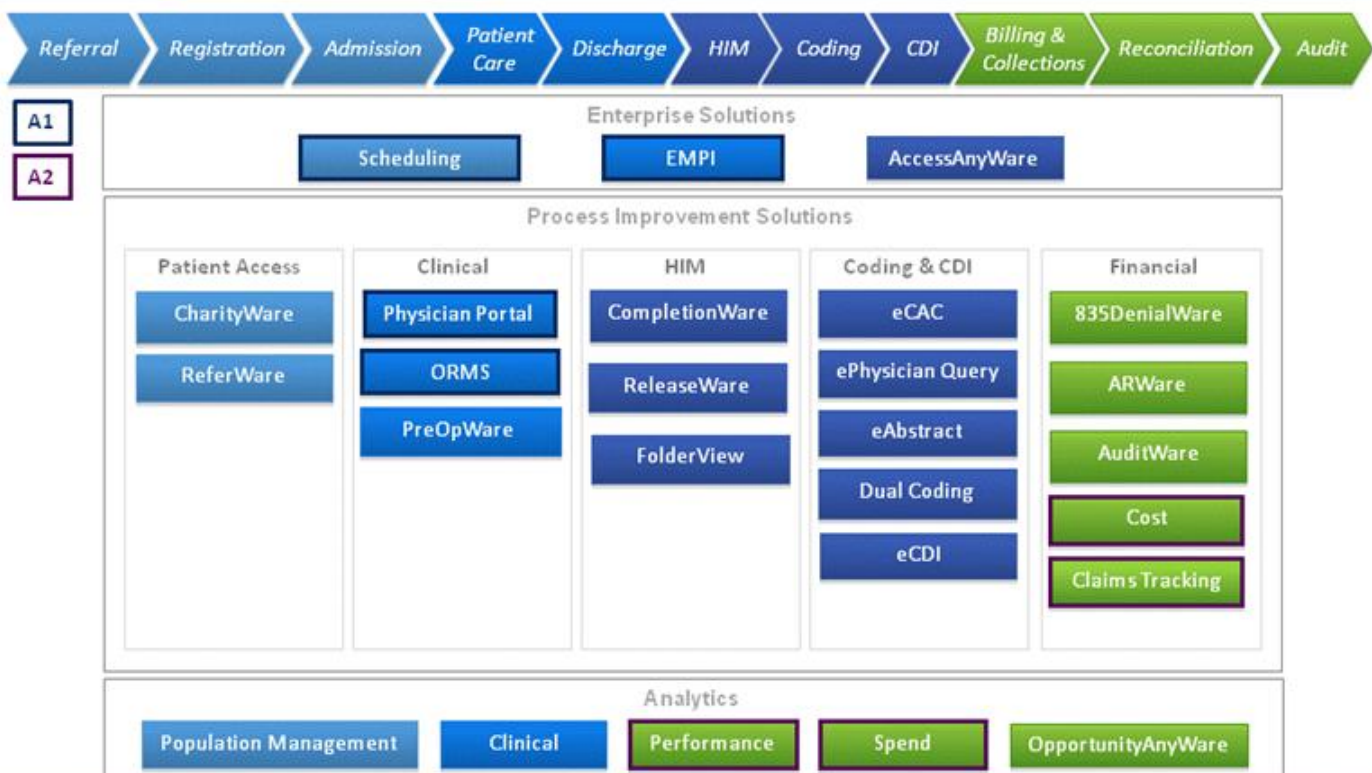 Referral
Registration
Admission
Patient
Care
Discharge
HIM
Coding
CDI
Billing &
Collections
Reconciliation
Audit
A1
A2
Enterprise Solutions
Scheduling
EMPI
AccessAnyWare
Process Improvement Solutions
Patient Access
CharityWare
ReferWare
Clinical
Physician Portal
ORMS
PreOpWare
HIM
CompletionWare
ReleaseWare
FolderView
Coding & CDI
eCAC
ePhysician Query
eAbstract
Dual Coding
eCDI
Financial
835DenialWare
ARWare
AuditWare
Cost
Claims Tracking
Analytics
Population Management
Clinical
Performance
Spend
OpportunityAnyWare